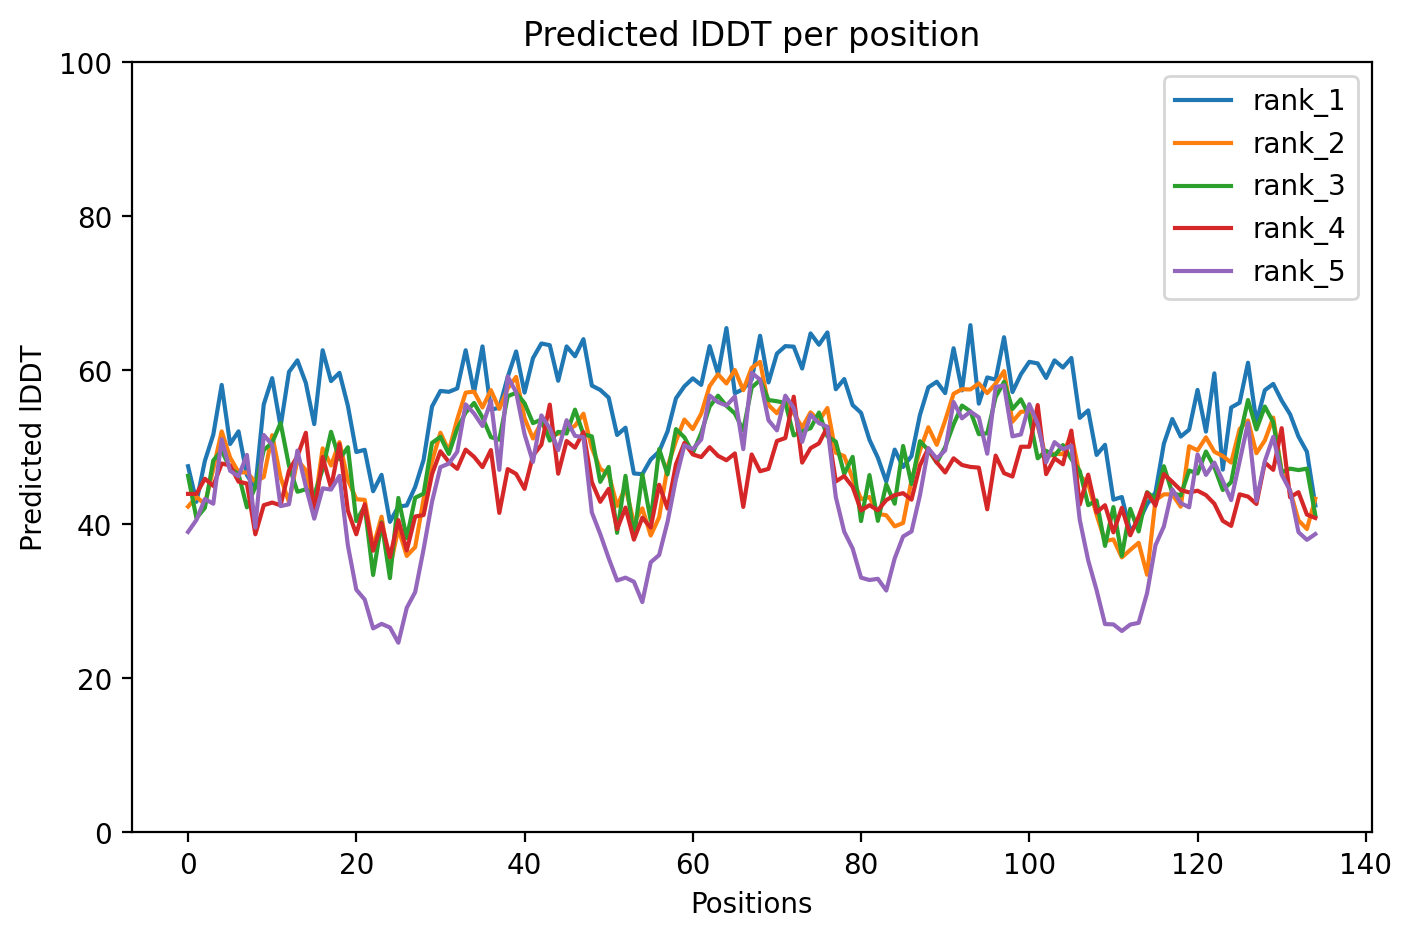 Predicted lDDT per position
100
80
60
40
20
0
Predicted lDDT
0 20 40 60 80 100 120 140
Positions
rank_1
rank_2
rank_3
rank_4
rank_5